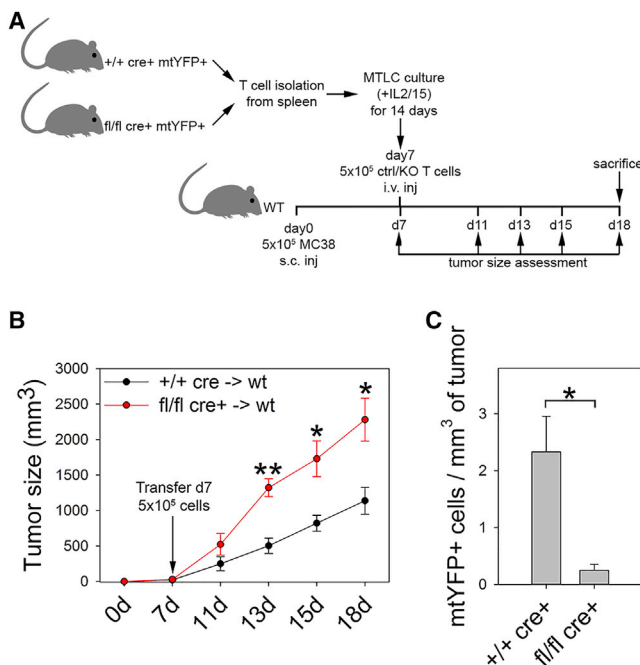 A
+/+ cre+ mtYFP+
fl/fl cre+ mtYFP+
T cell isolation
from spleen
MTLC culture
(+IL2/15)
for 14 days
day7
5x10⁵ ctrl/KO T cells
i.v. inj
sacrifice
WT
day0
5x10⁵ MC38
s.c. inj
d7
d11
d13
d15
d18
tumor size assessment
B
Tumor size (mm³)
3000
2500
2000
1500
1000
500
0
+/+ cre -> wt
fl/fl cre+ -> wt
Transfer d7
5x10⁵ cells
**
*
*
0d
7d
11d
13d
15d
18d
C
mtYFP+ cells / mm³ of tumor
3
2
1
0
*
+/+ cre+
fl/fl cre+